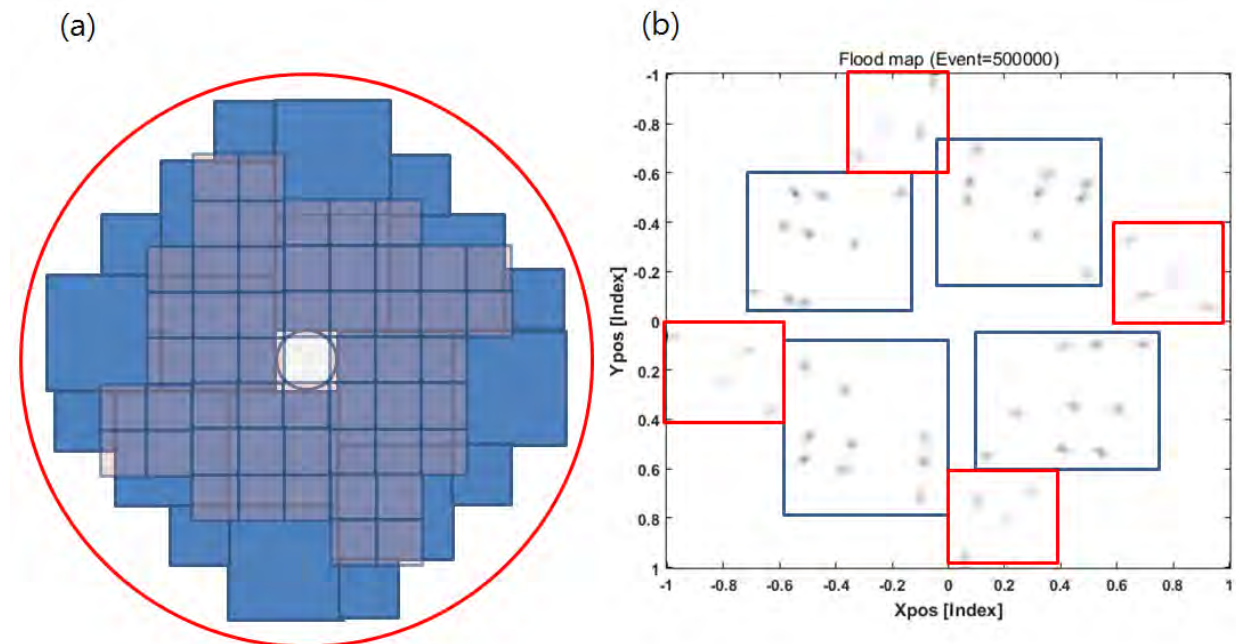 (a)
(b)
Flood map (Event=500000)
-1
-0.8
-0.6
-0.4
-0.2
0
0.2
0.4
0.6
0.8
1
Ypos [Index]
-1 -0.8 -0.6 -0.4 -0.2 0 0.2 0.4 0.6 0.8 1
Xpos [Index]